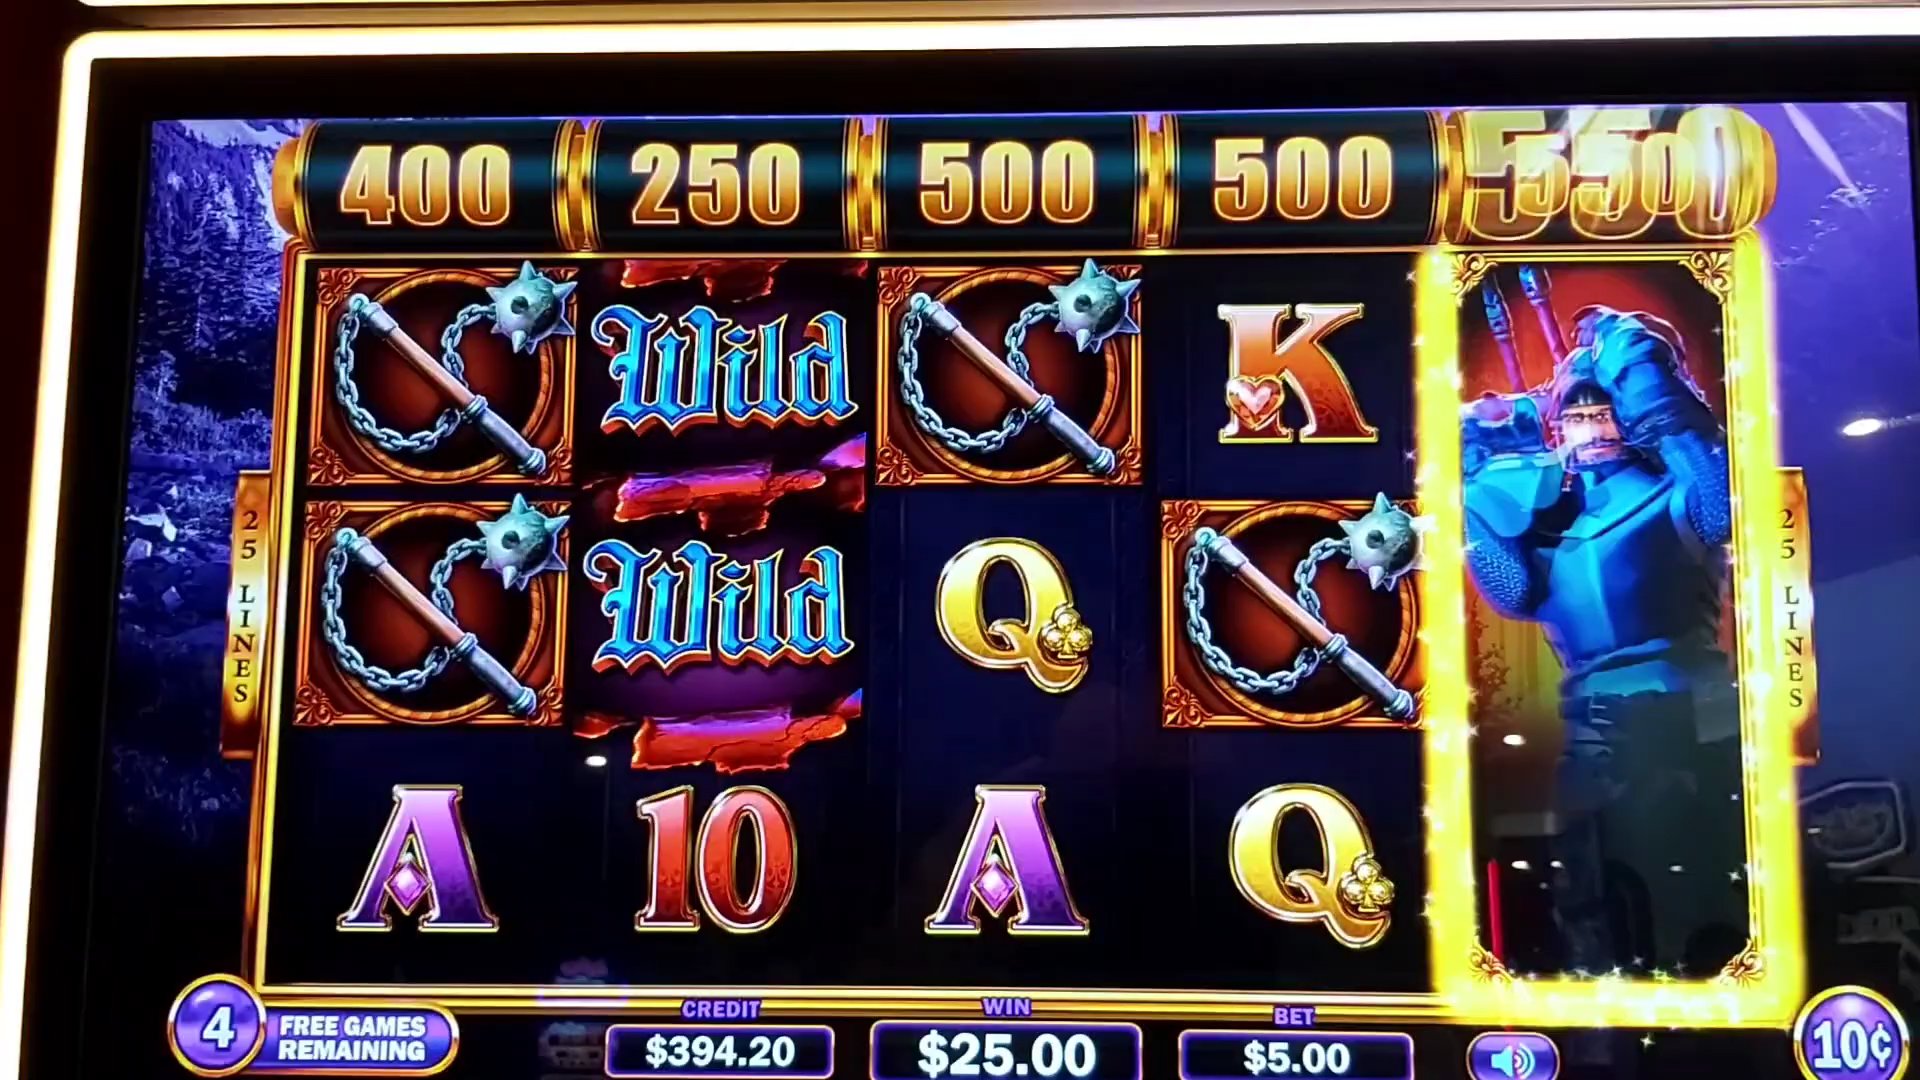 400 250 500 500 550
Wild K
Wild Q
A 10 A Q
25 LINES
25 LINES
4 FREE GAMES
REMAINING
CREDIT
$394.20
WIN
$25.00
BET
$5.00
10¢